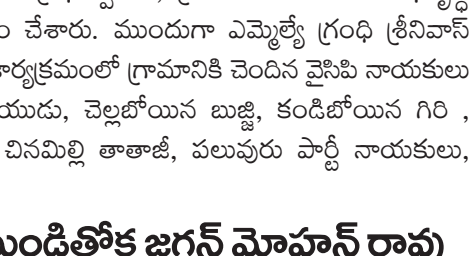 ం చేశారు. ముందుగా ఎమ్మెల్యే గ్రంధి శ్రీనివాస్
ార్యక్రమంలో గ్రామానికి చెందిన వైసిపి నాయకులు
యుడు, చెల్లబోయిన బుజ్జి, కండిబోయిన గిరి ,
చినమిల్లి తాతాజీ, పలువురు పార్టీ నాయకులు,
ముండితోక జగన్ మోహన్ రావు